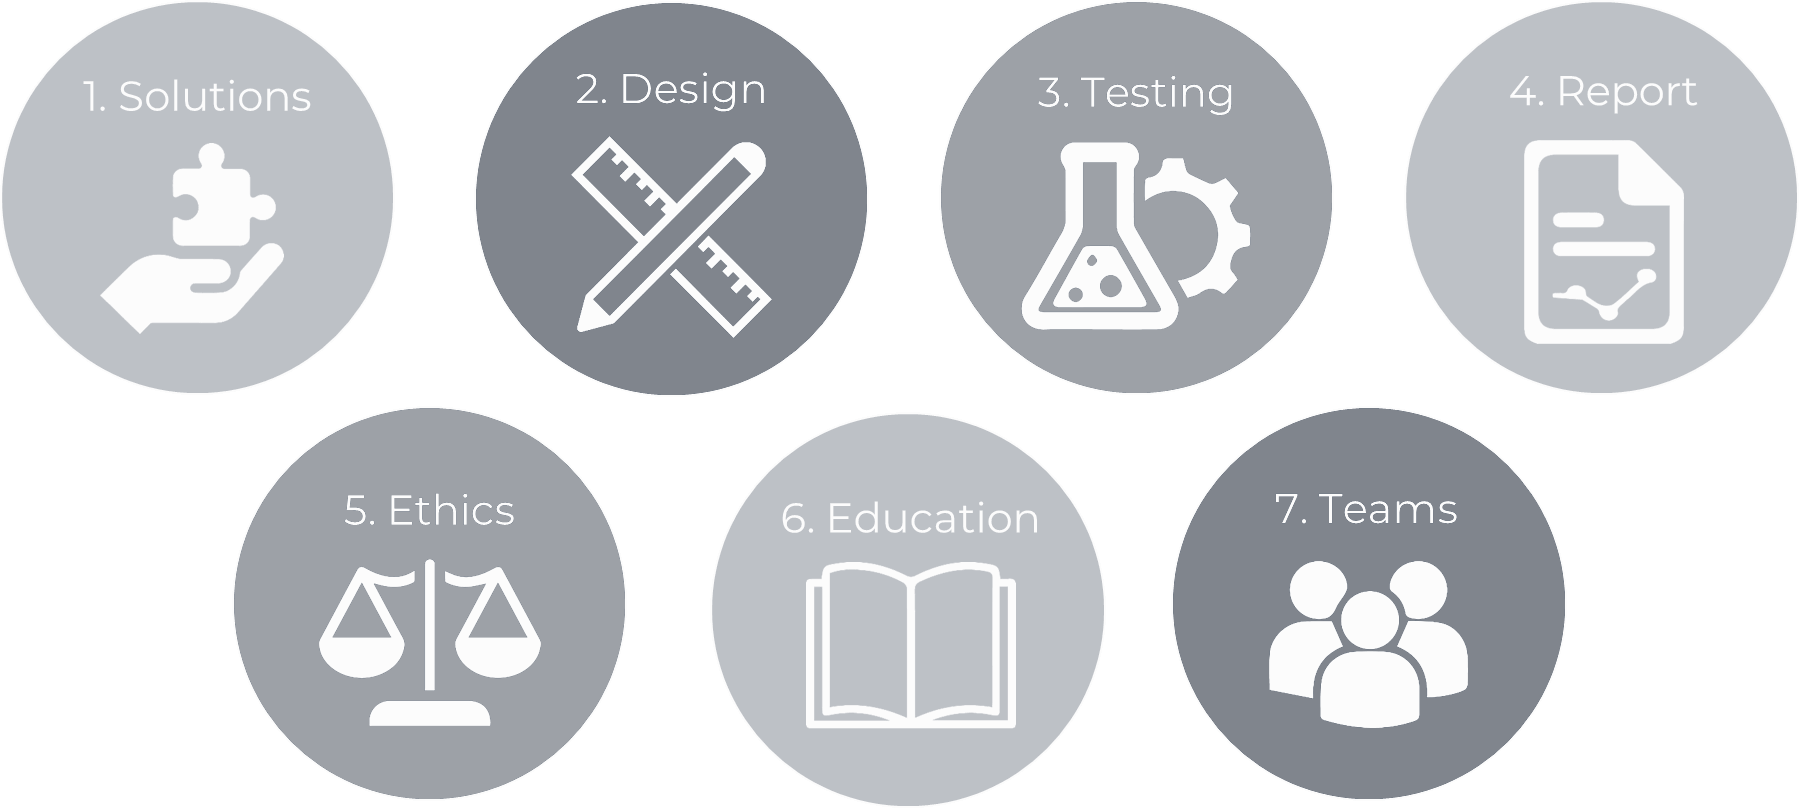 1. Solutions
2. Design
3. Testing
4. Report
5. Ethics
6. Education
7. Teams